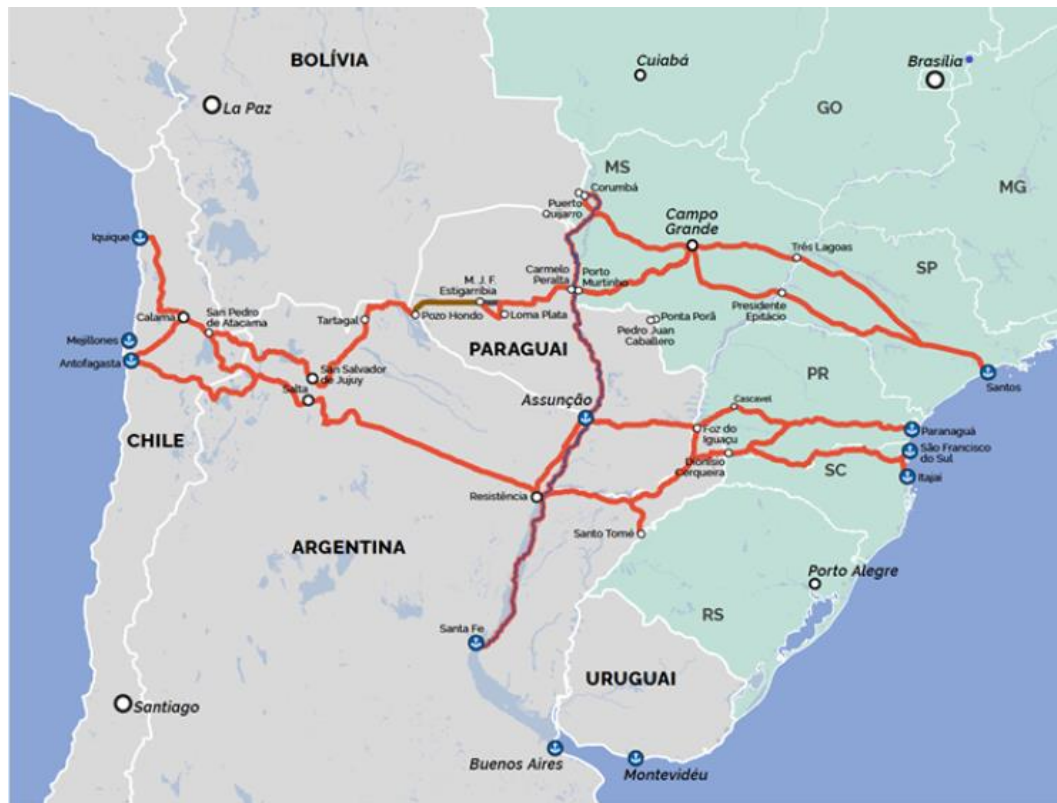 BOLÍVIA
Cuiabá
Brasília
La Paz
GO
MS
MG
Corumbá
Puerto
Quijarro
Campo
Grande
Iquique
Três Lagoas
SP
Carmelo
Peralta
Porto
Murtinho
M. J. F.
Estigarribia
Calama
San Pedro
de Atacama
Pozo Hondo
Loma Plata
Presidente
Epitácio
Tartagal
Ponta Porã
Pedro Juan
Caballero
Mejillones
Antofagasta
PARAGUAI
San Salvador
de Jujuy
Salta
PR
Santos
Assunção
Cascavel
CHILE
Foz do
Iguaçu
Paranaguá
São Francisco
do Sul
Dionísio
Cerqueira
SC
Itajaí
Resistência
ARGENTINA
Santo Tomé
Porto Alegre
RS
Santa Fe
URUGUAI
Santiago
Buenos Aires
Montevidéu